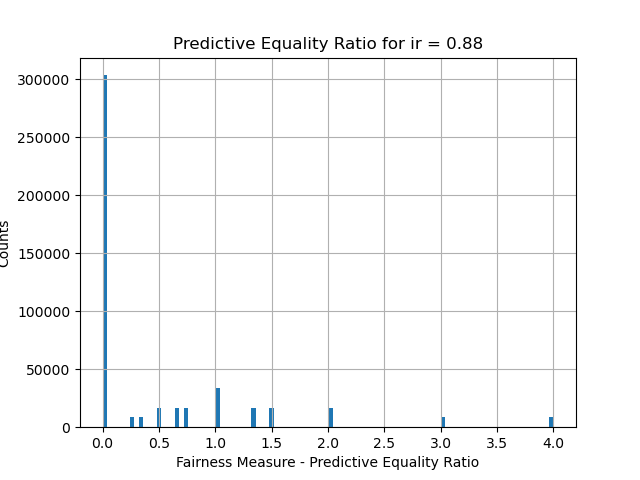 Predictive Equality Ratio for ir = 0.88
300000
250000
200000
150000
100000
50000
0
Counts
0.0 0.5 1.0 1.5 2.0 2.5 3.0 3.5 4.0
Fairness Measure - Predictive Equality Ratio